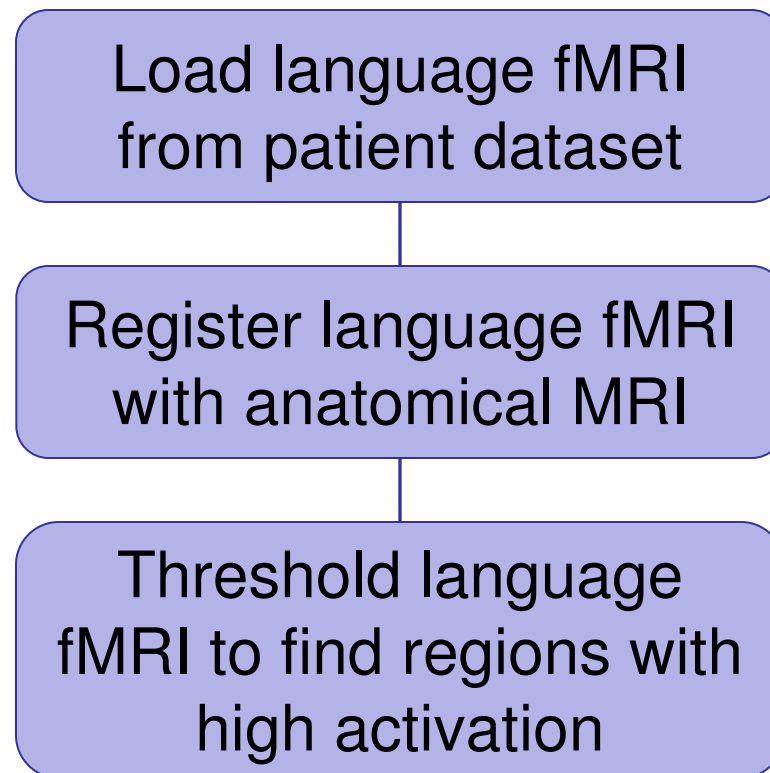 Load language fMRI
from patient dataset
Register language fMRI
with anatomical MRI
Threshold language
fMRI to find regions with
high activation